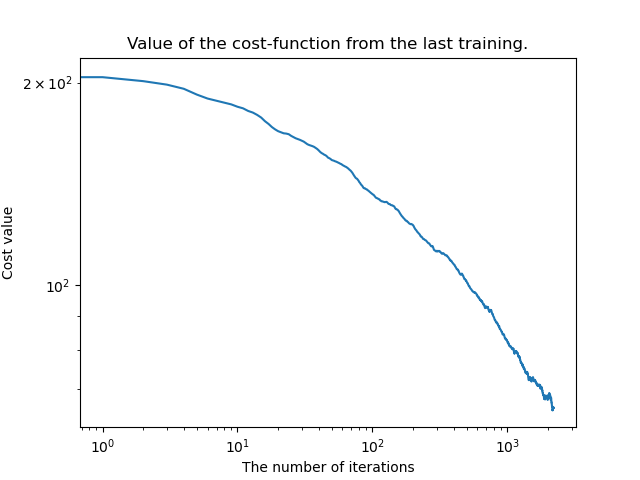 Value of the cost-function from the last training.
2 × 10²
Cost value
10²
10⁰ 10¹ 10² 10³
The number of iterations